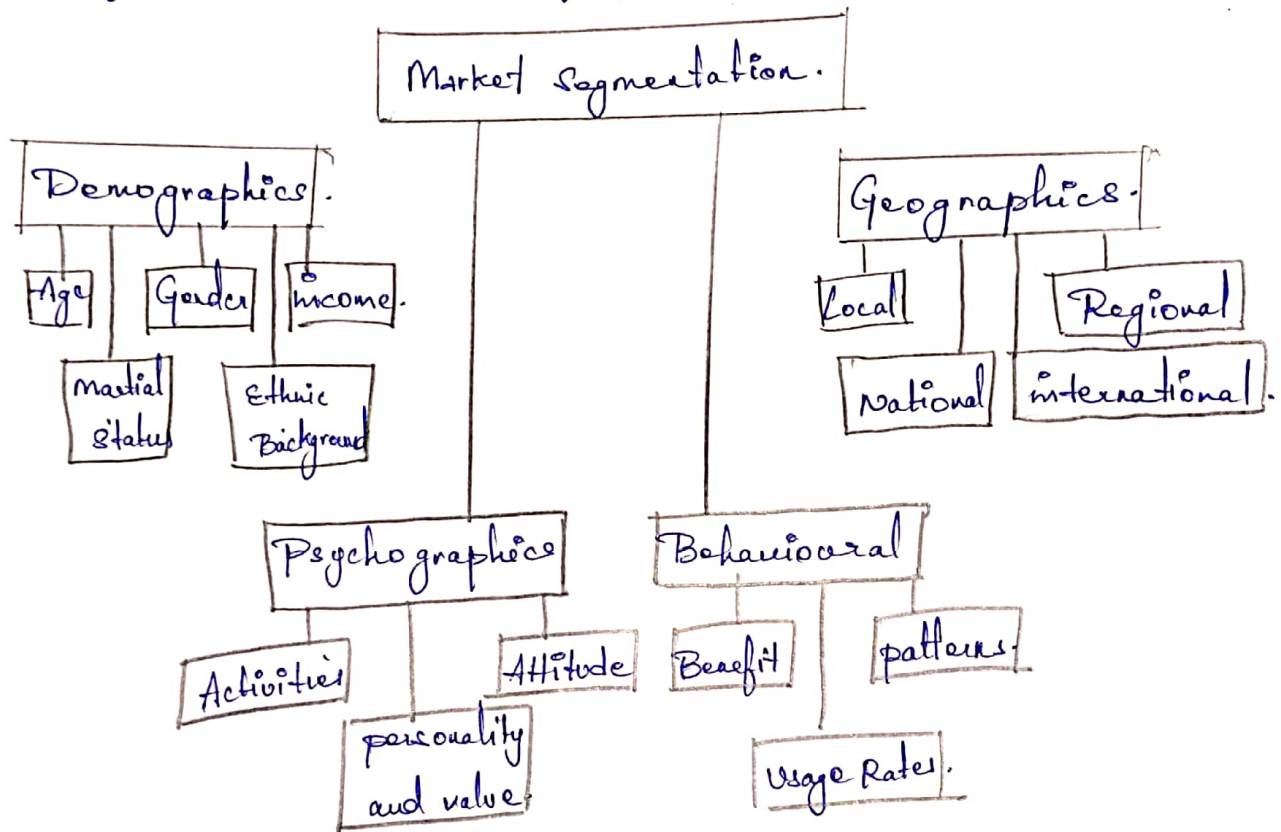 Market Segmentation.
Demographics.
Age
Gender
income.
Martial
Status
Ethnic
Background
Geographics.
Local
Regional
National
international.
Psychographics
Activities
Attitude
personality
and value
Behavioural
Benefit
patterns.
Usage Rates.